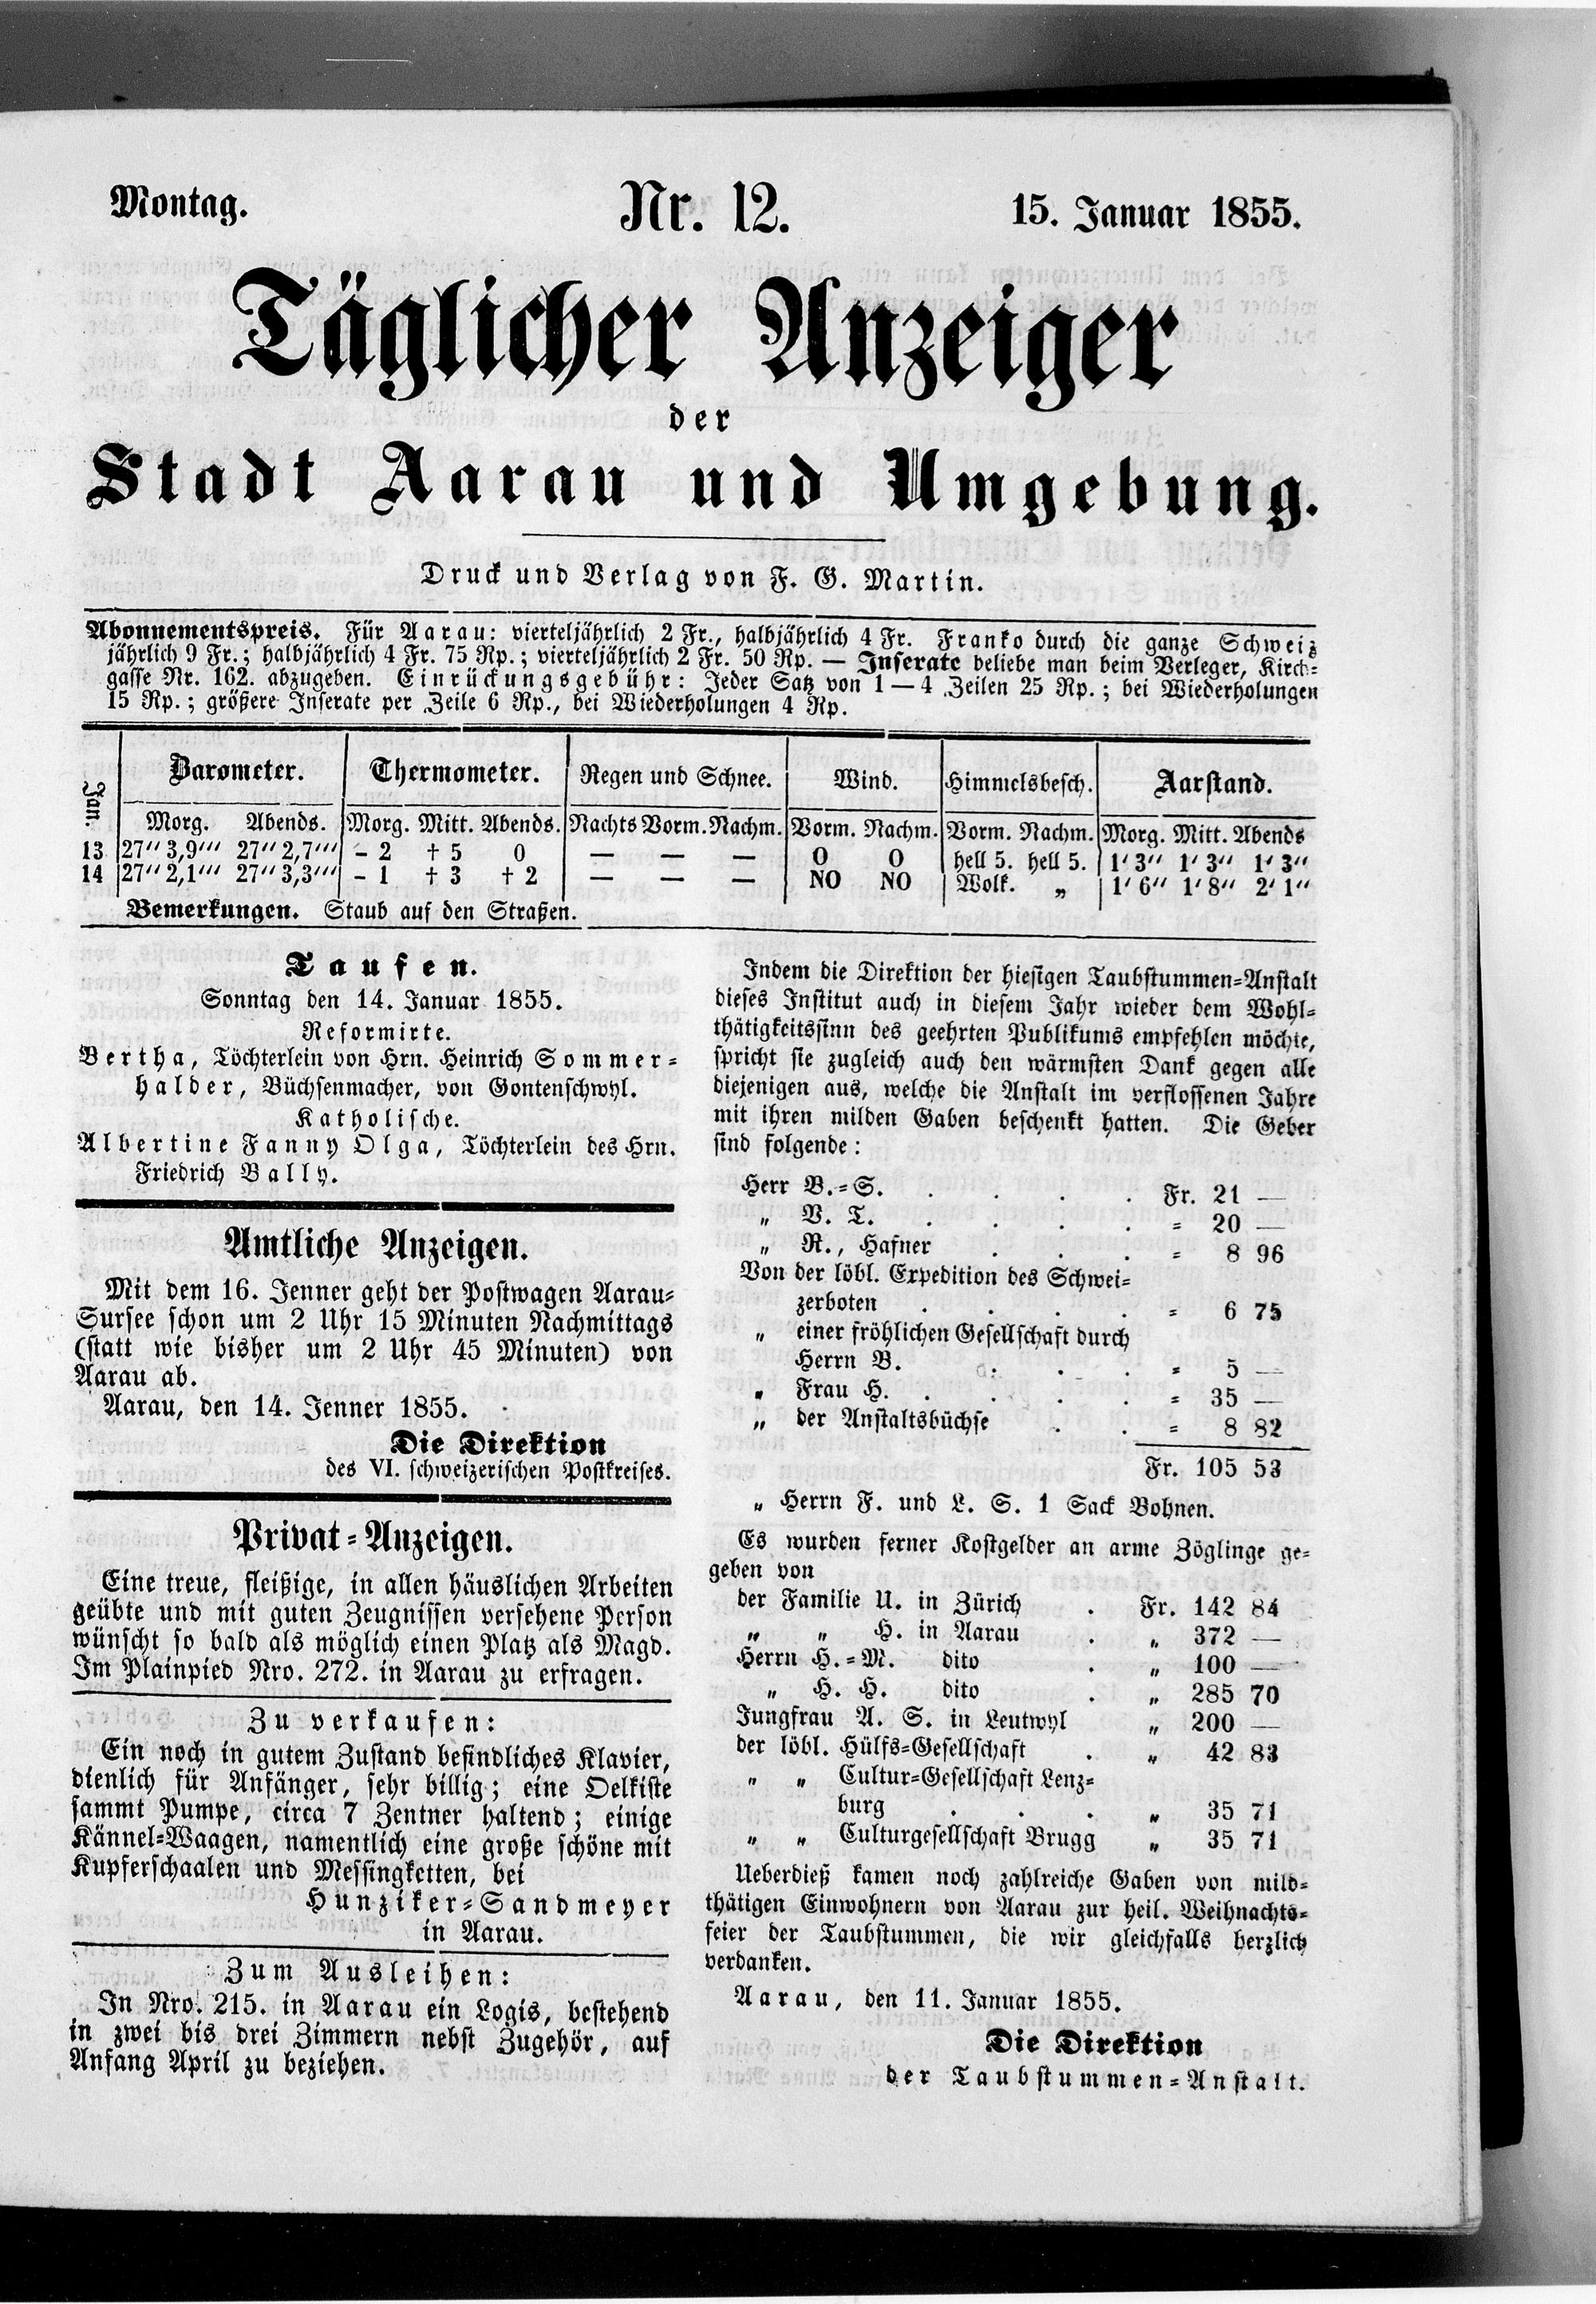 Montag.
Nr. 12.
15. Januar 1855.
Täglicher Anzeiger
der
Stadt Aarau und Umgebung.
Druck und Verlag von F. G. Martin.
Abonnementspreis. Für Aarau: vierteljährlich 2 Fr., halbjährlich 4 Fr. Franko durch die ganze Schweiz
jährlich 9 Fr.; halbjährlich 4 Fr. 75 Rp.; vierteljährlich 2 Fr. 50 Rp. — Inserate beliebe man beim Verleger, Kirch=
gasse Nr. 162. abzugeben. Einrückungsgebühr: Jeder Satz von 1—4 Zeilen 25 Rp.; bei Wiederholungen
15 Rp.; größere Inserate per Zeile 6 Rp., bei Wiederholungen 4 Rp.
Jan. Barometer. Thermometer. Regen und Schnee. Wind. Himmelsbesch. Aarstand.
Morg. Abends. Morg. Mitt. Abends. Nachts Vorm. Nachm. Vorm. Nachm. Vorm. Nachm. Morg. Mitt. Abends
13 27'' 3,9''' 27'' 2,7''' - 2 † 5 0 — — — O O hell 5. hell 5. 1' 3'' 1' 3'' 1' 3''
14 27'' 2,1''' 27'' 3,3''' - 1 † 3 † 2 — — — NO NO Wolk. „ 1' 6'' 1' 8'' 2' 1''
Bemerkungen. Staub auf den Straßen.
Taufen.
Sonntag den 14. Januar 1855.
Reformirte.
Bertha, Töchterlein von Hrn. Heinrich Sommer=
halder, Büchsenmacher, von Gontenschwyl.
Katholische.
Albertine Fanny Olga, Töchterlein des Hrn.
Friedrich Bally.
Amtliche Anzeigen.
Mit dem 16. Jenner geht der Postwagen Aarau=
Sursee schon um 2 Uhr 15 Minuten Nachmittags
(statt wie bisher um 2 Uhr 45 Minuten) von
Aarau ab.
Aarau, den 14. Jenner 1855.
Die Direktion
des VI. schweizerischen Postkreises.
Privat=Anzeigen.
Eine treue, fleißige, in allen häuslichen Arbeiten
geübte und mit guten Zeugnissen versehene Person
wünscht so bald als möglich einen Platz als Magd.
Im Plainpied Nro. 272. in Aarau zu erfragen.
Zu verkaufen:
Ein noch in gutem Zustand befindliches Klavier,
dienlich für Anfänger, sehr billig; eine Oelkiste
sammt Pumpe, circa 7 Zentner haltend; einige
Kännel=Waagen, namentlich eine große schöne mit
Kupferschaalen und Messingketten, bei
Hunziker=Sandmeyer
in Aarau.
Zum Ausleihen:
In Nro. 215. in Aarau ein Logis, bestehend
in zwei bis drei Zimmern nebst Zugehör, auf
Anfang April zu beziehen.
Indem die Direktion der hiesigen Taubstummen=Anstalt
dieses Institut auch in diesem Jahr wieder dem Wohl=
thätigkeitssinn des geehrten Publikums empfehlen möchte,
spricht sie zugleich auch den wärmsten Dank gegen alle
diejenigen aus, welche die Anstalt im verflossenen Jahre
mit ihren milden Gaben beschenkt hatten. Die Geber
sind folgende:
Herr B.=S. . . . . Fr. 21 —
„ V. T. . . . . = 20 —
„ R., Hafner . . . = 8 96
Von der löbl. Expedition des Schwei=
zerboten . . . . = 6 75
„ einer fröhlichen Gesellschaft durch
Herrn B. . . . = 5 —
„ Frau H. . . . . = 35 —
„ der Anstaltsbüchse . . = 8 82
Fr. 105 53
„ Herrn F. und L. S. 1 Sack Bohnen.
Es wurden ferner Kostgelder an arme Zöglinge ge=
geben von
der Familie U. in Zürich . Fr. 142 84
„ „ H. in Aarau . „ 372 —
Herrn H.=M. dito . „ 100 —
„ H. H. dito . „ 285 70
Jungfrau A. S. in Leutwyl „ 200 —
der löbl. Hülfs=Gesellschaft . „ 42 83
„ „ Cultur=Gesellschaft Lenz=
burg . . . „ 35 71
„ „ Culturgesellschaft Brugg „ 35 71
Ueberdieß kamen noch zahlreiche Gaben von mild=
thätigen Einwohnern von Aarau zur heil. Weihnachts=
feier der Taubstummen, die wir gleichfalls herzlich
verdanken.
Aarau, den 11. Januar 1855.
Die Direktion
der Taubstummen=Anstalt.